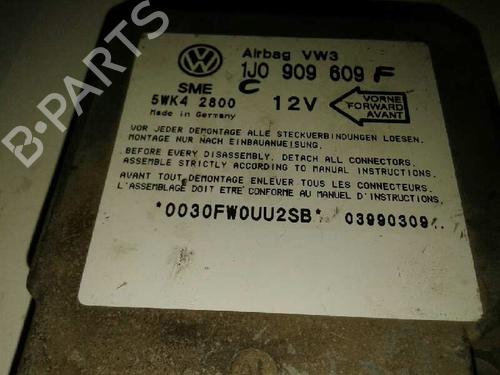 Airbag VW3
1J0 909 609 F
SME C
5WK4 2800 12V
Made in Germany
VORNE
FORWARD
AVANT
VOR JEDER DEMONTAGE ALLE STECKVERBINDUNGEN LOESEN.
MONTAGE NUR NACH EINBAUANWEISUNG.
BEFORE EVERY DISASSEMBLY, DETACH ALL CONNECTORS.
ASSEMBLE STRICTLY ACCORDING TO MANUAL INSTRUCTIONS.
AVANT TOUT DEMONTAGE ENLEVER TOUS LES CONNECTEURS.
L'ASSEMBLAGE DOIT ETRE CONFORME AU MANUEL D'INSTRUCTIONS.
*0030FW0UU2SB* 03990309
B-PARTS